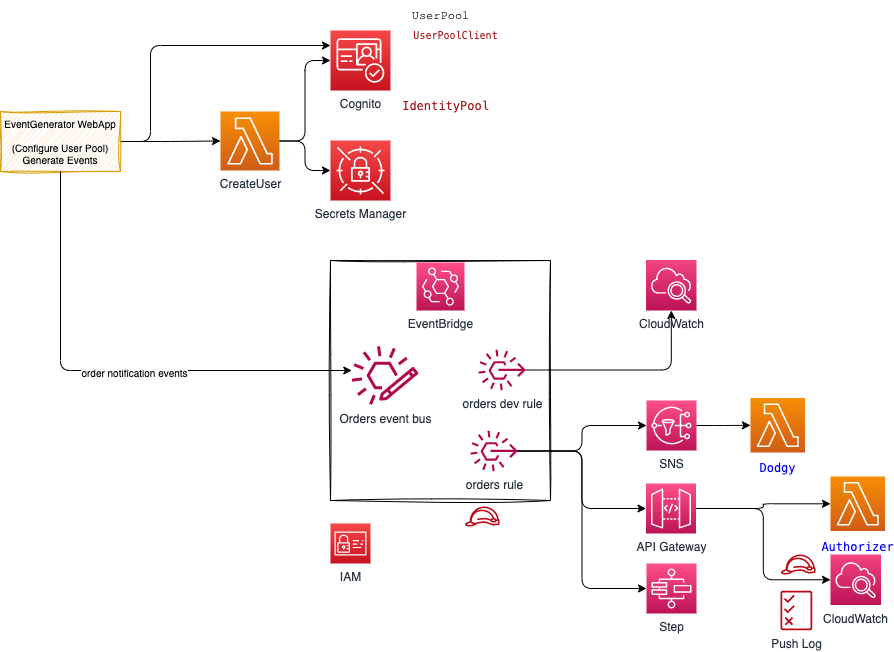 UserPool
UserPoolClient
Cognito
IdentityPool
EventGenerator WebApp
(Configure User Pool)
Generate Events
CreateUser
Secrets Manager
EventBridge
CloudWatch
order notification events
Orders event bus
orders dev rule
orders rule
SNS
Dodgy
API Gateway
Authorizer
IAM
Step
CloudWatch
Push Log